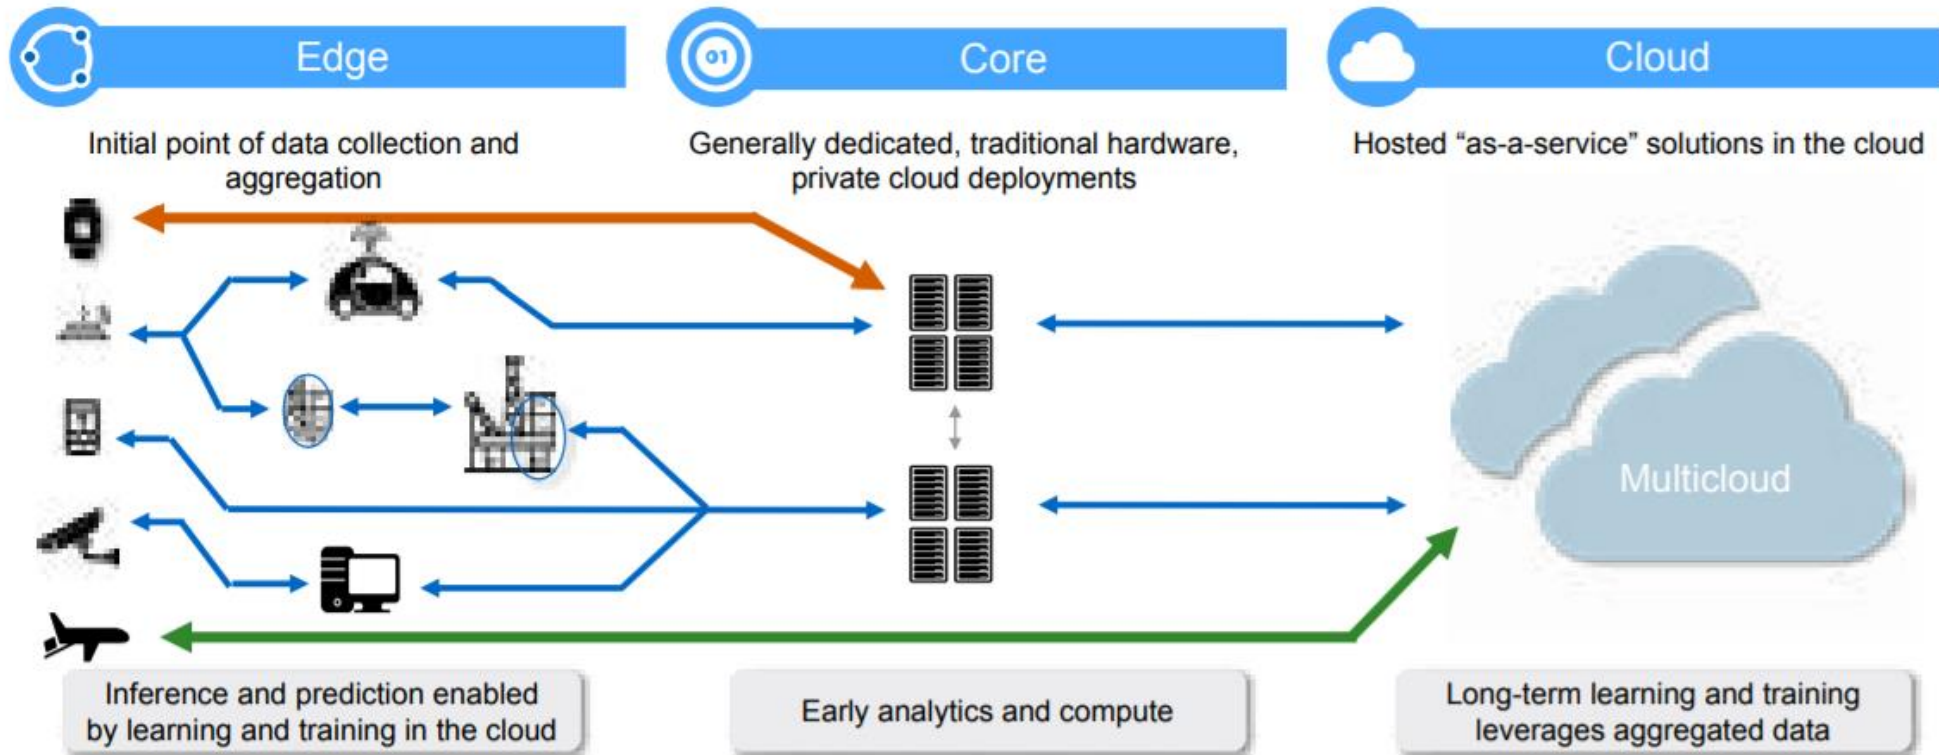 Edge
01
Core
Cloud
Initial point of data collection and
aggregation
Generally dedicated, traditional hardware,
private cloud deployments
Hosted “as-a-service” solutions in the cloud
Multicloud
Inference and prediction enabled
by learning and training in the cloud
Early analytics and compute
Long-term learning and training
leverages aggregated data